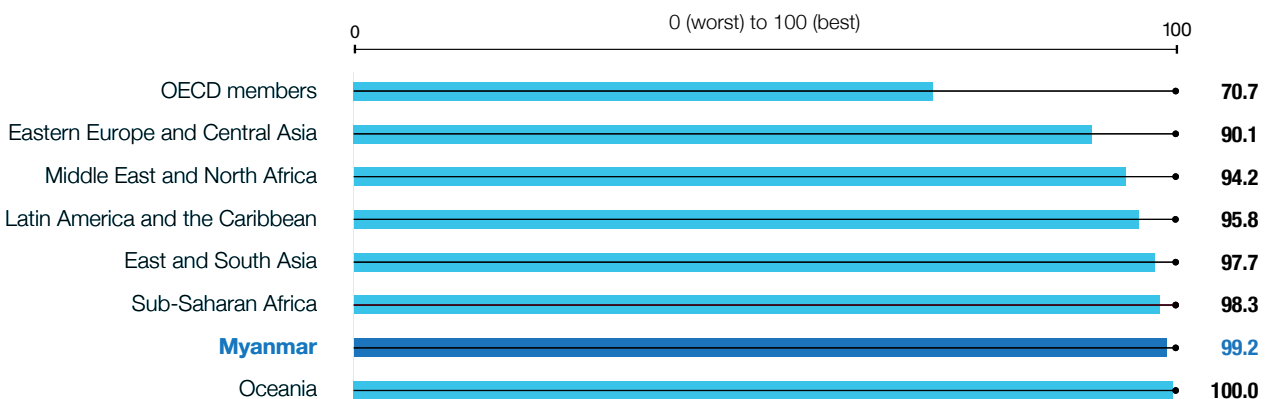 0 (worst) to 100 (best)
0 100
OECD members 70.7
Eastern Europe and Central Asia 90.1
Middle East and North Africa 94.2
Latin America and the Caribbean 95.8
East and South Asia 97.7
Sub-Saharan Africa 98.3
Myanmar 99.2
Oceania 100.0